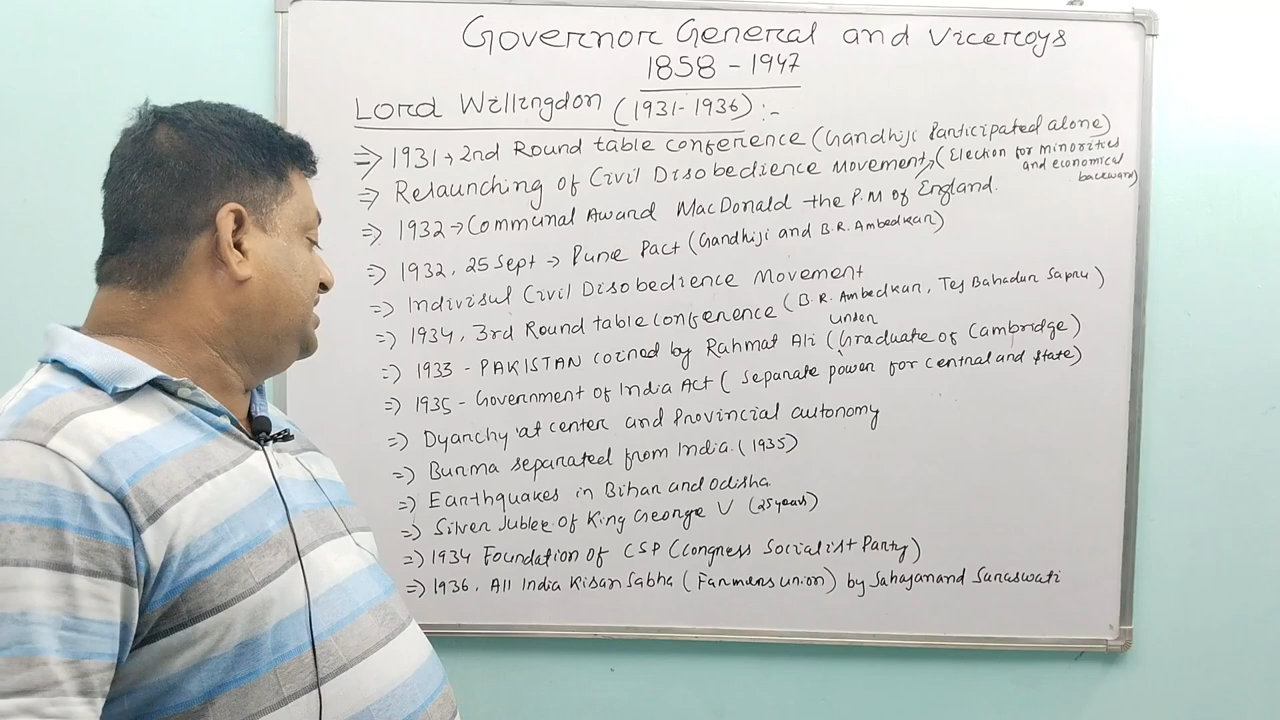 Governor General and Viceroys
1858 - 1947
Lord Willingdon (1931-1936) :-
=> 1931 → 2nd Round table conference (Gandhiji Participated alone)
=> Relaunching of Civil Disobedience Movement, (Election for minorities and economical backward)
=> 1932 → Communal Award MacDonald the P.M of England.
=> 1932, 25 Sept → Pune Pact (Gandhiji and B.R. Ambedkar)
=> Indivisul Civil Disobedience Movement
=> 1934, 3rd Round table conference (B.R. Ambedkar, Tej Bahadur Sapru)
=> 1933 - PAKISTAN coined by Rahmat Ali (under Graduate of Cambridge)
=> 1935 - Government of India Act ( Separate power for central and state)
=> Dyarchy at center and Provincial autonomy
=> Burma separated from India. (1935)
=> Earthquakes in Bihar and odisha.
=> Silver Jublee of King George V (25 years)
=> 1934 Foundation of CSP (Congress Socialist Party)
=> 1936, All India Kisan Sabha (Farmers union) by Sahajanand Saraswati